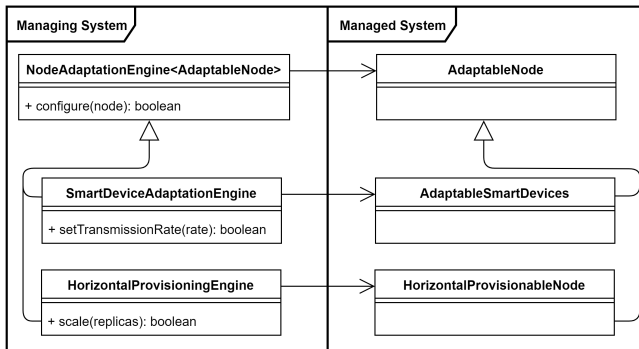 Managing System
Managed System
NodeAdaptationEngine<AdaptableNode>
AdaptableNode
+ configure(node): boolean
SmartDeviceAdaptationEngine
AdaptableSmartDevices
+ setTransmissionRate(rate): boolean
HorizontalProvisioningEngine
HorizontalProvisionableNode
+ scale(replicas): boolean